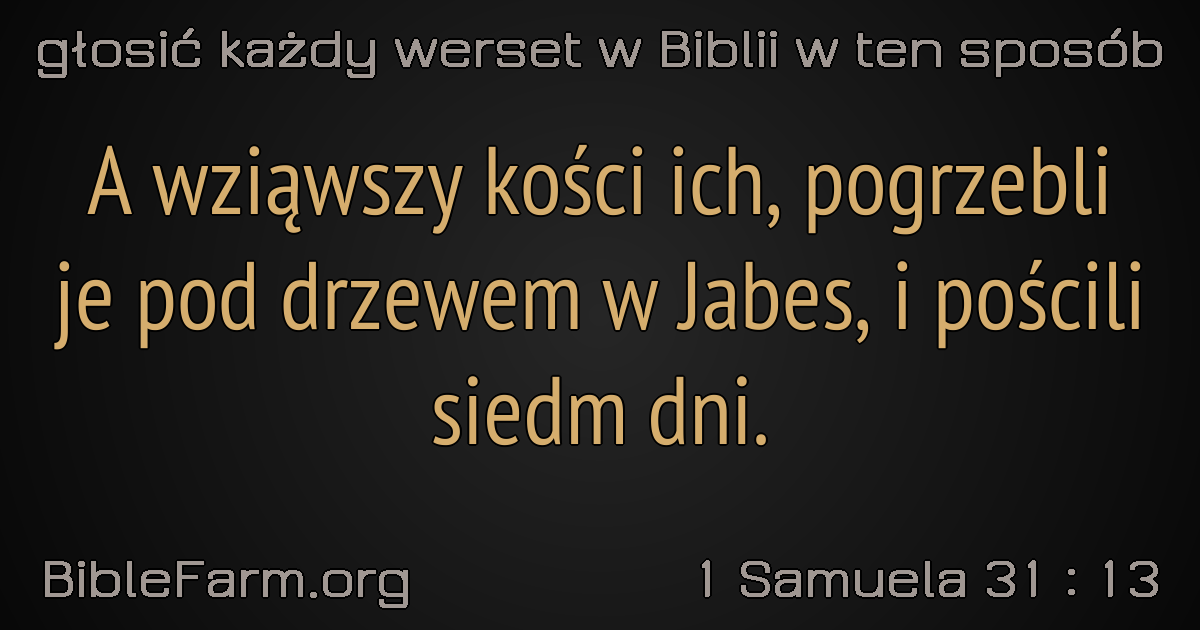 głosić każdy werset w Biblii w ten sposób
A wziąwszy kości ich, pogrzebli
je pod drzewem w Jabes, i pościli
siedm dni.
BibleFarm.org
1 Samuela 31 : 13